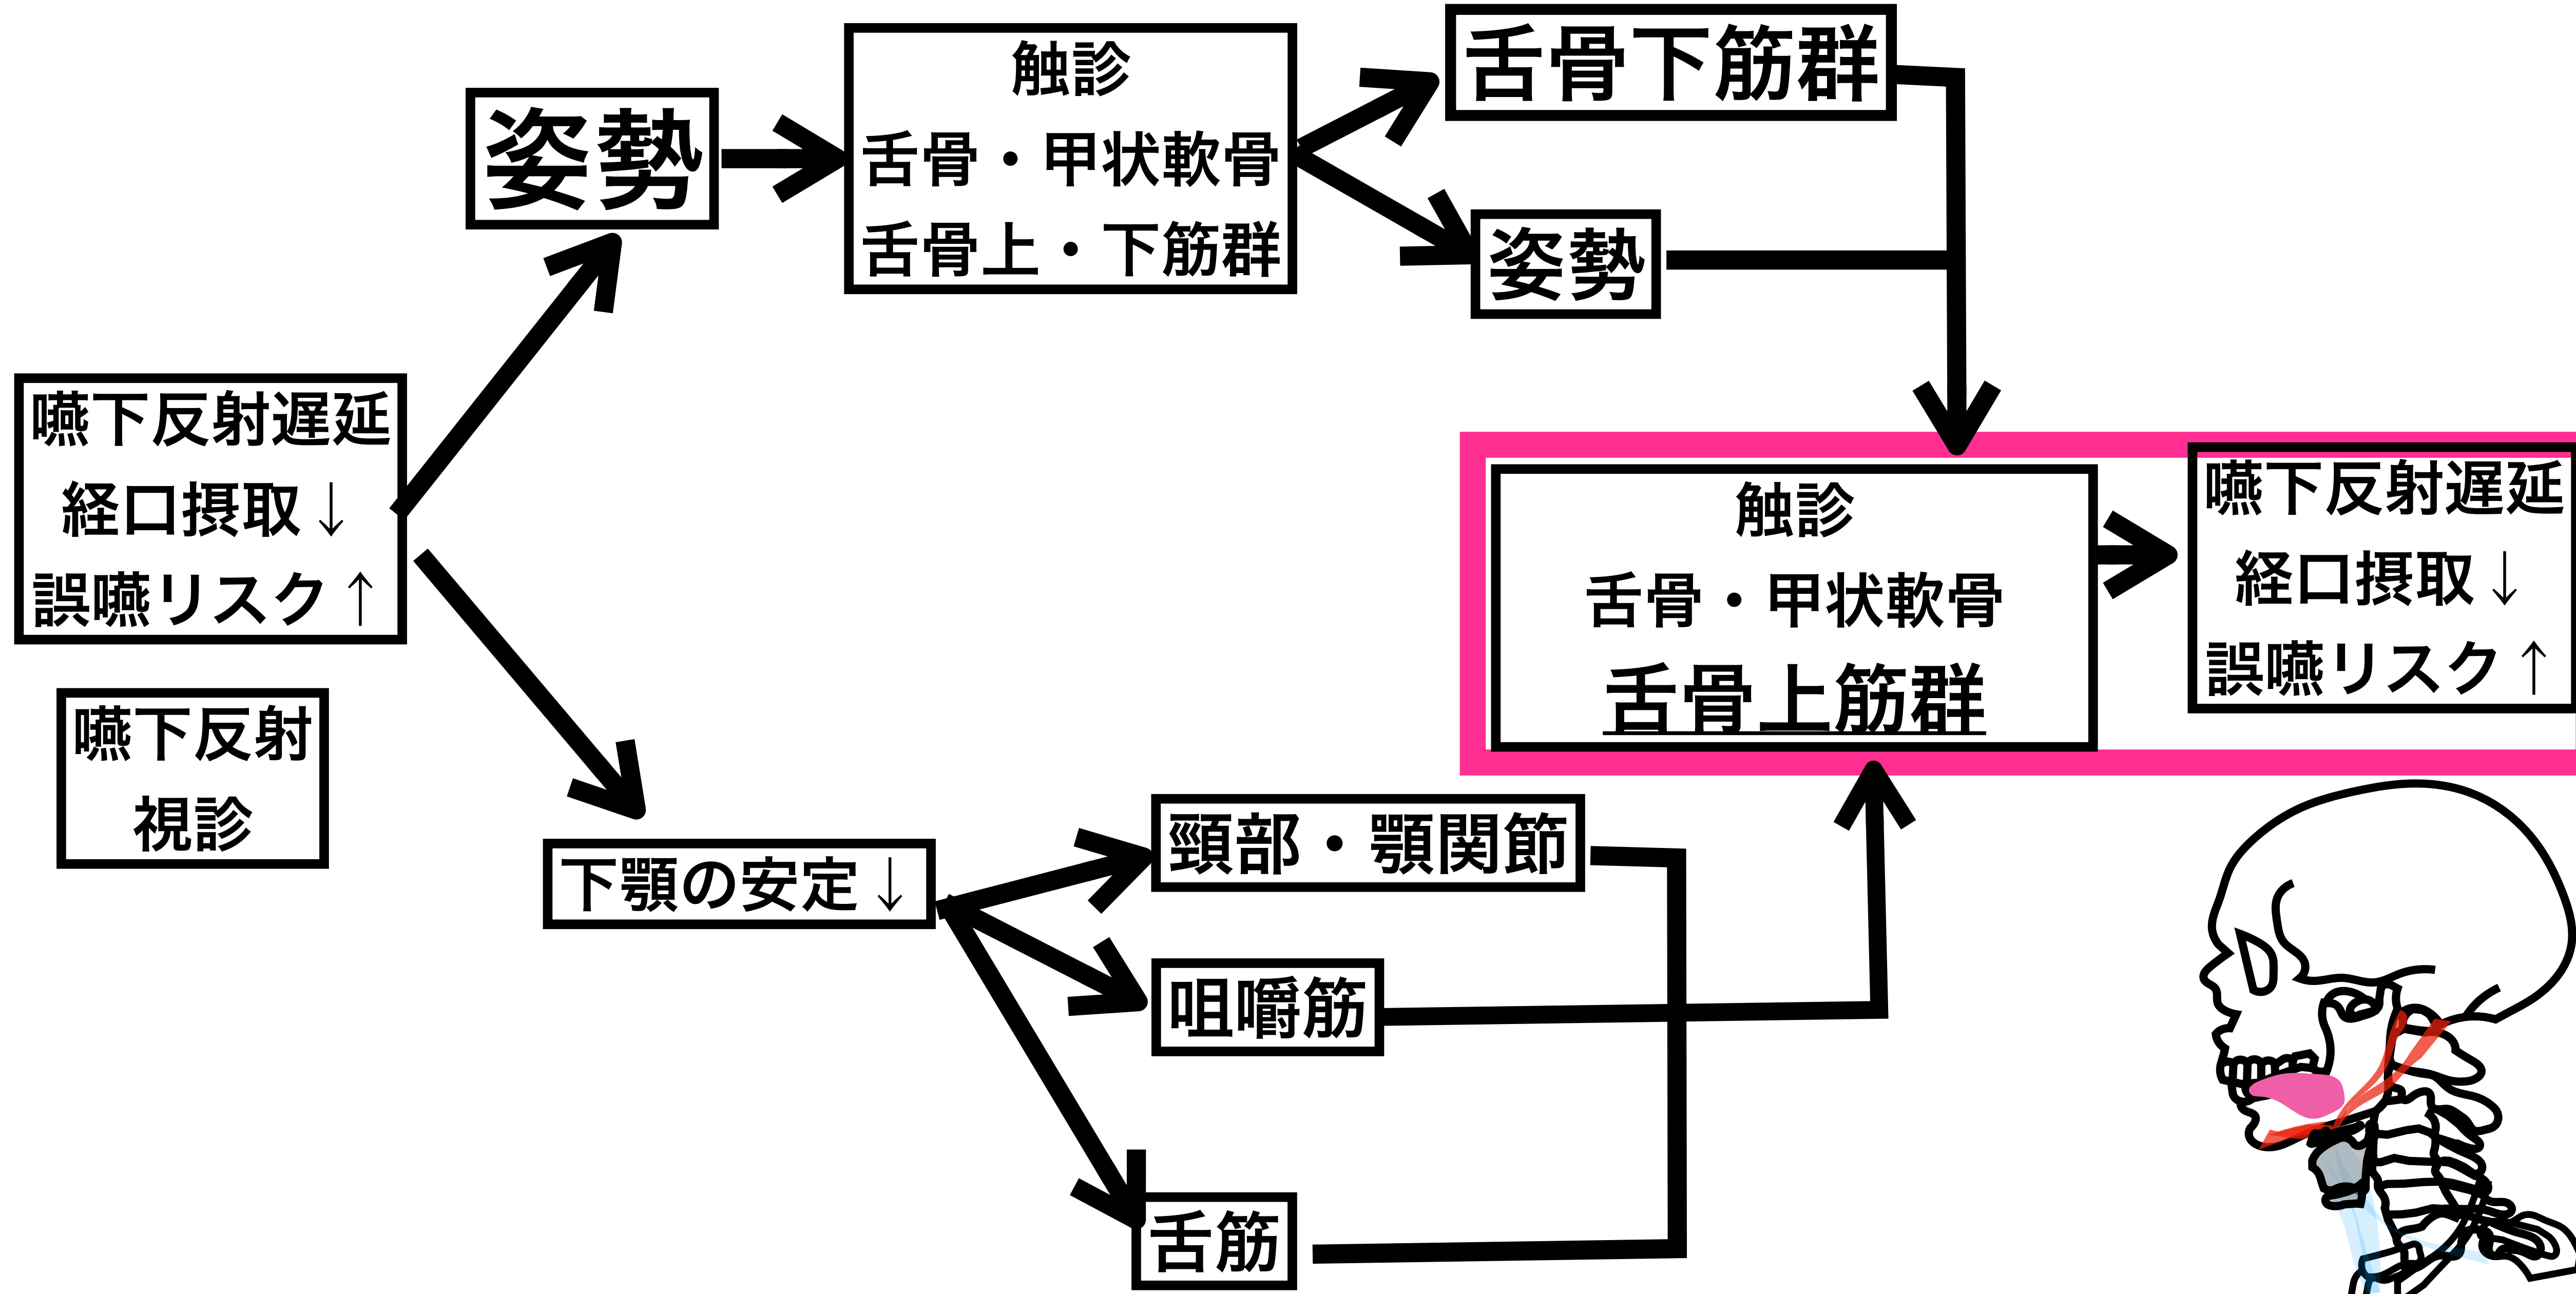 姿勢
触診
舌骨・甲状軟骨
舌骨上・下筋群
舌骨下筋群
姿勢
嚥下反射遅延
経口摂取↓
誤嚥リスク↑
嚥下反射
視診
触診
舌骨・甲状軟骨
舌骨上筋群
嚥下反射遅延
経口摂取↓
誤嚥リスク↑
下顎の安定↓
頸部・顎関節
咀嚼筋
舌筋